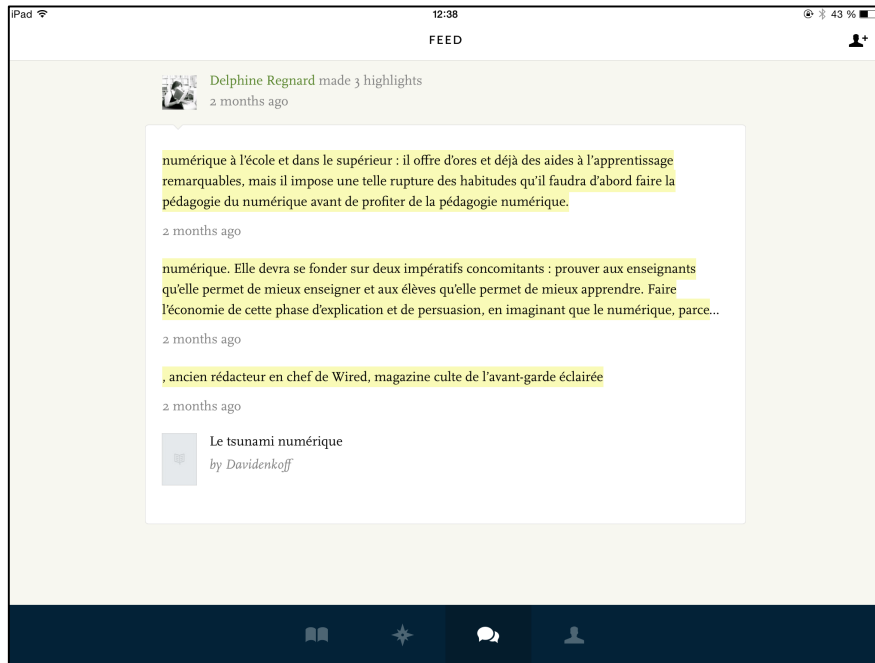 iPad 12:38 43 %
FEED
Delphine Regnard made 3 highlights
2 months ago
numérique à l’école et dans le supérieur : il offre d’ores et déjà des aides à l’apprentissage
remarquables, mais il impose une telle rupture des habitudes qu’il faudra d’abord faire la
pédagogie du numérique avant de profiter de la pédagogie numérique.
2 months ago
numérique. Elle devra se fonder sur deux impératifs concomitants : prouver aux enseignants
qu’elle permet de mieux enseigner et aux élèves qu’elle permet de mieux apprendre. Faire
l’économie de cette phase d’explication et de persuasion, en imaginant que le numérique, parce...
2 months ago
, ancien rédacteur en chef de Wired, magazine culte de l’avant-garde éclairée
2 months ago
Le tsunami numérique
by Davidenkoff